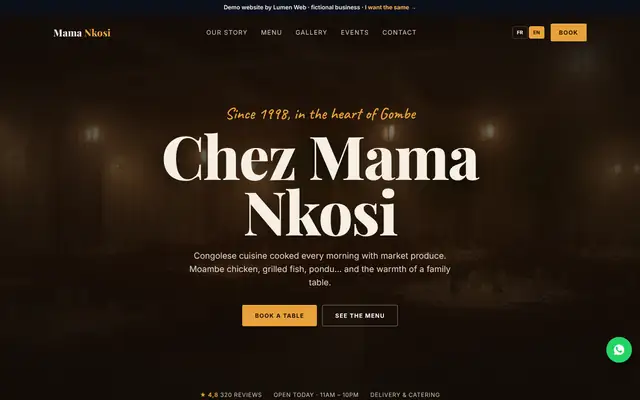 Demo website by Lumen Web · fictional business · I want the same →
Mama Nkosi
OUR STORY
MENU
GALLERY
EVENTS
CONTACT
FR
EN
BOOK
Since 1998, in the heart of Gombe
Chez Mama
Nkosi
Congolese cuisine cooked every morning with market produce.
Moambe chicken, grilled fish, pondu... and the warmth of a family
table.
BOOK A TABLE
SEE THE MENU
★ 4,8 320 REVIEWS
OPEN TODAY · 11AM – 10PM
DELIVERY & CATERING